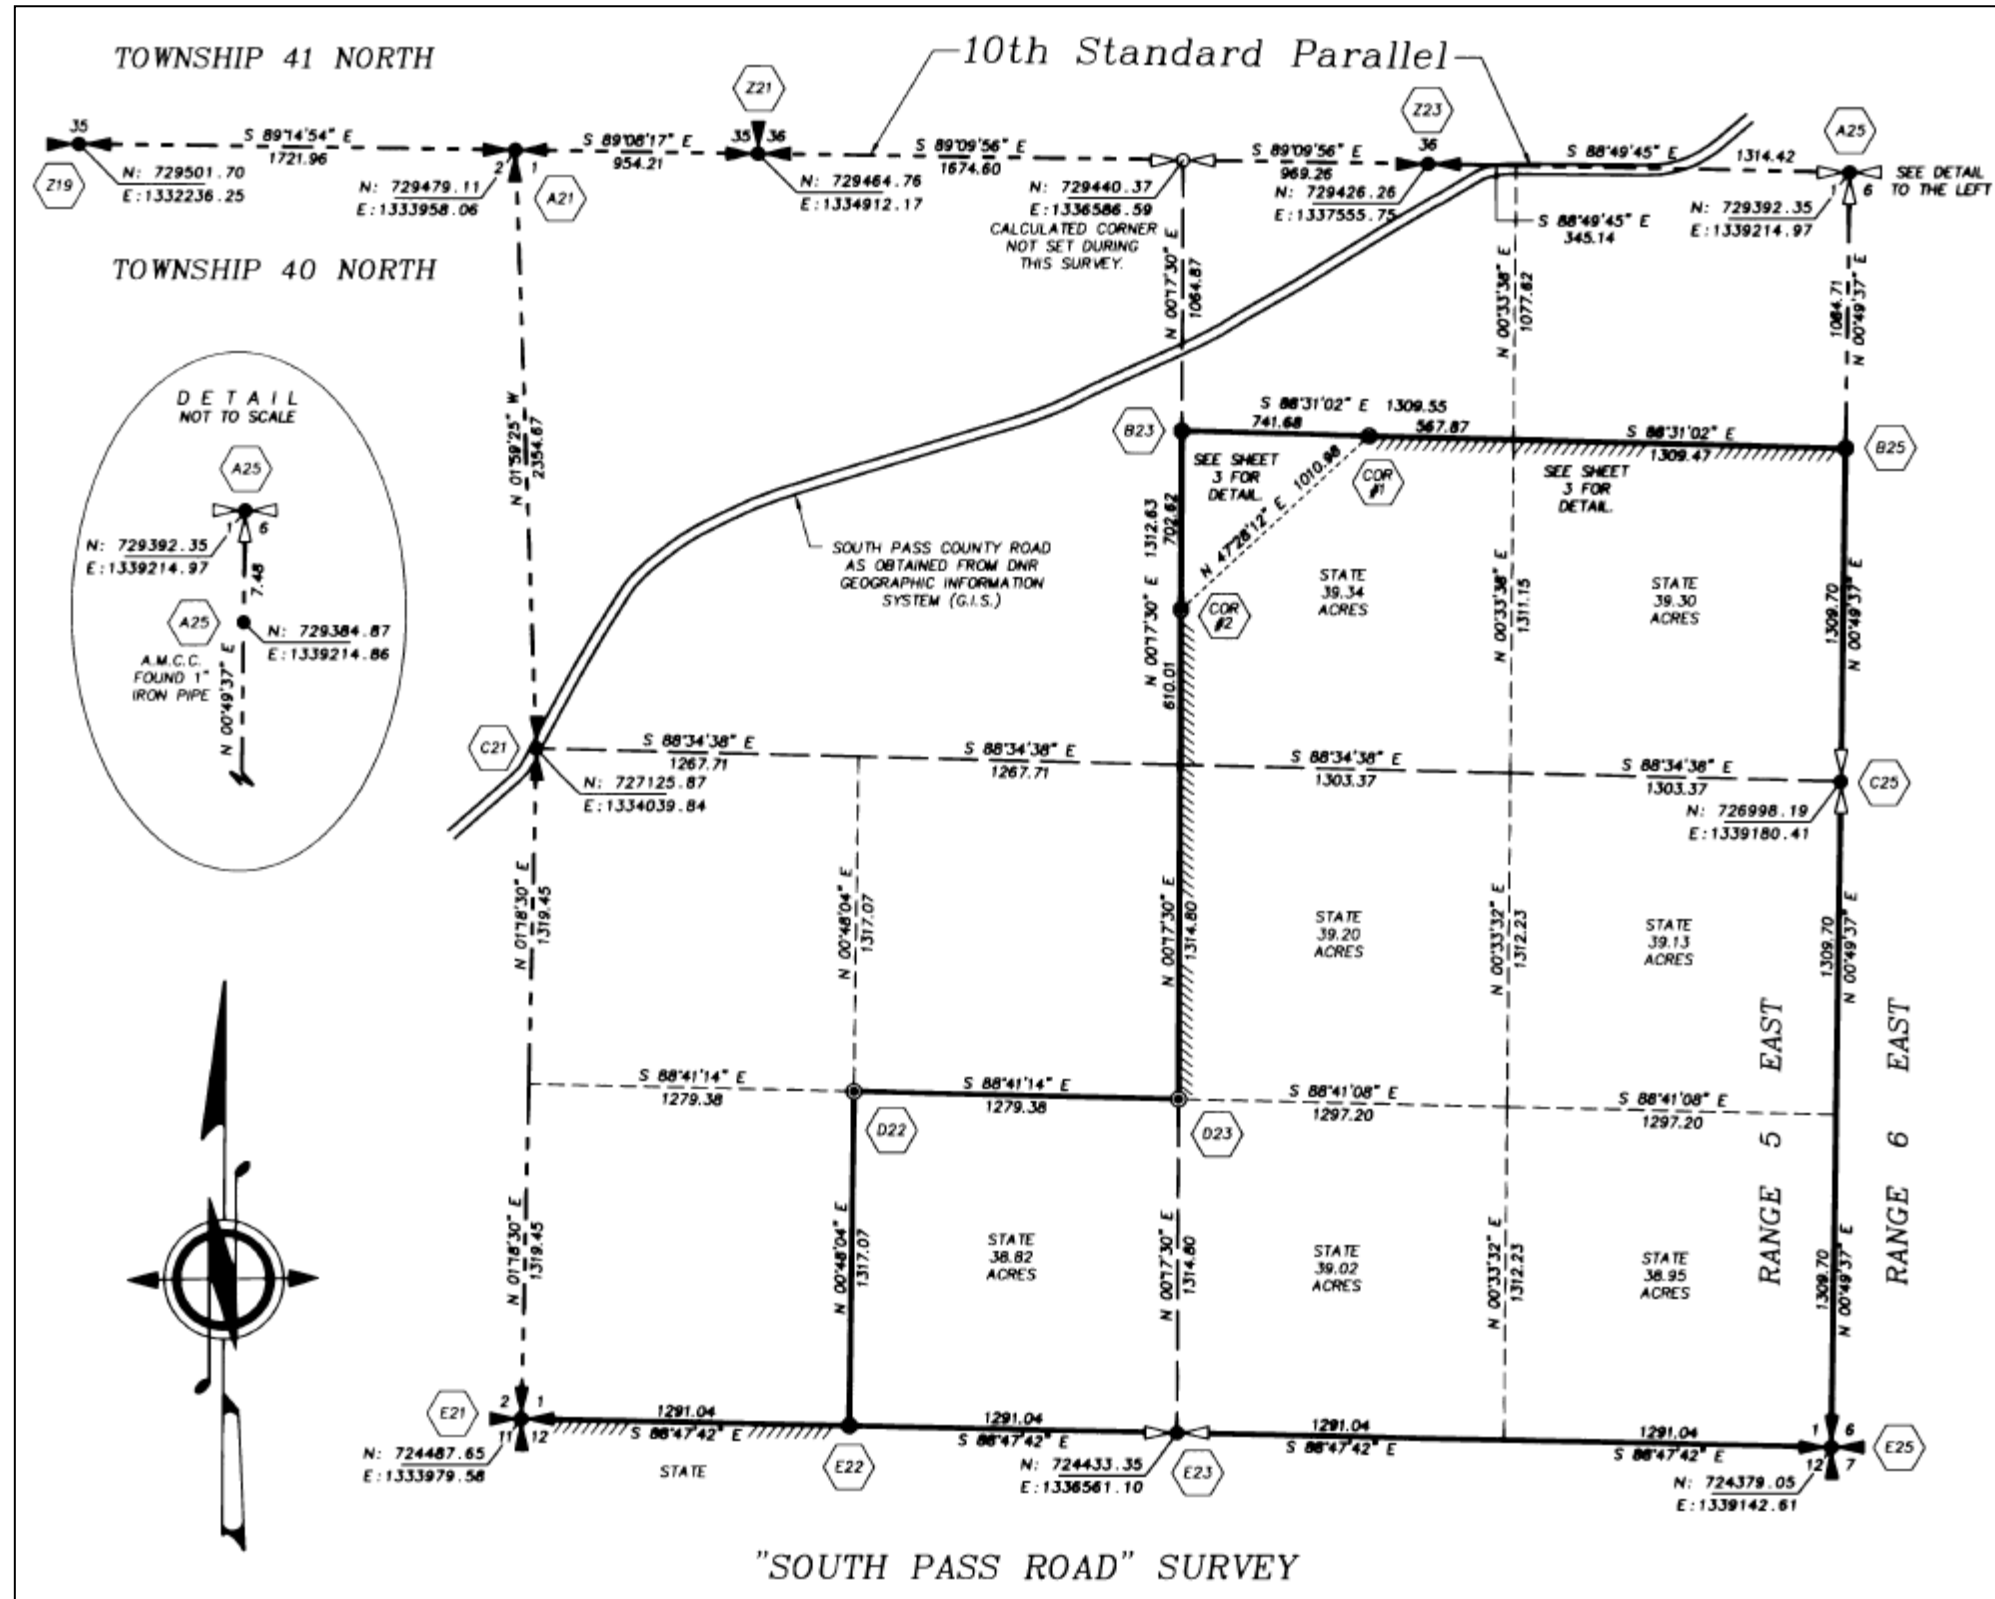 TOWNSHIP 41 NORTH
10th Standard Parallel
Z21
Z23
A25
35
S 89°14'54" E
1721.96
S 89°08'17" E
954.21
35 36
S 89°09'56" E
1674.60
S 89°09'56" E
969.26
36
S 88°49'45" E
1314.42
Z19
N: 729501.70
E:1332236.25
2 1
A21
N: 729479.11
E:1333958.06
N: 729464.76
E:1334912.17
N: 729440.37
E:1336586.59
CALCULATED CORNER
NOT SET DURING
THIS SURVEY.
N: 729426.26
E:1337555.75
S 88°49'45" E
345.14
1 6
N: 729392.35
E:1339214.97
SEE DETAIL
TO THE LEFT
TOWNSHIP 40 NORTH
N 00°17'30" E
1064.87
N 00°33'38" E
1077.62
1084.71
N 00°49'37" E
N 01°59'25" W
2354.67
DETAIL
NOT TO SCALE
A25
1 6
N: 729392.35
E:1339214.97
7.48
A25
N: 729384.87
E:1339214.86
A.M.C.C.
FOUND 1"
IRON PIPE
N 00°49'37" E
B23
S 88°31'02" E 1309.55
741.68
567.87
S 88°31'02" E
1309.47
B25
SEE SHEET
3 FOR
DETAIL.
COR
#1
SEE SHEET
3 FOR
DETAIL.
N 47°28'12" E 1010.98
N 00°17'30" E 1312.63
702.62
610.01
COR
#2
SOUTH PASS COUNTY ROAD
AS OBTAINED FROM DNR
GEOGRAPHIC INFORMATION
SYSTEM (G.I.S.)
STATE
39.34
ACRES
N 00°33'38" E
1311.15
STATE
39.30
ACRES
1309.70
N 00°49'37" E
C21
S 88°34'38" E
1267.71
S 88°34'38" E
1267.71
S 88°34'38" E
1303.37
S 88°34'38" E
1303.37
C25
N: 727125.87
E:1334039.84
N: 726998.19
E:1339180.41
N 01°18'30" E
1319.45
N 00°48'04" E
1317.07
N 00°17'30" E
1314.80
STATE
39.20
ACRES
N 00°33'32" E
1312.23
STATE
39.13
ACRES
1309.70
N 00°49'37" E
RANGE 5 EAST
RANGE 6 EAST
S 88°41'14" E
1279.38
S 88°41'14" E
1279.38
S 88°41'08" E
1297.20
S 88°41'08" E
1297.20
D22
D23
N 01°18'30" E
1319.45
N 00°48'04" E
1317.07
STATE
38.82
ACRES
N 00°17'30" E
1314.80
STATE
39.02
ACRES
N 00°33'32" E
1312.23
STATE
38.95
ACRES
1309.70
N 00°49'37" E
E21
2 1
11 12
1291.04
S 88°47'42" E
1291.04
S 88°47'42" E
1291.04
S 88°47'42" E
1291.04
S 88°47'42" E
1 6
12 7
E25
N: 724487.65
E:1333979.58
STATE
E22
N: 724433.35
E:1336561.10
E23
N: 724379.05
E:1339142.61
"SOUTH PASS ROAD" SURVEY